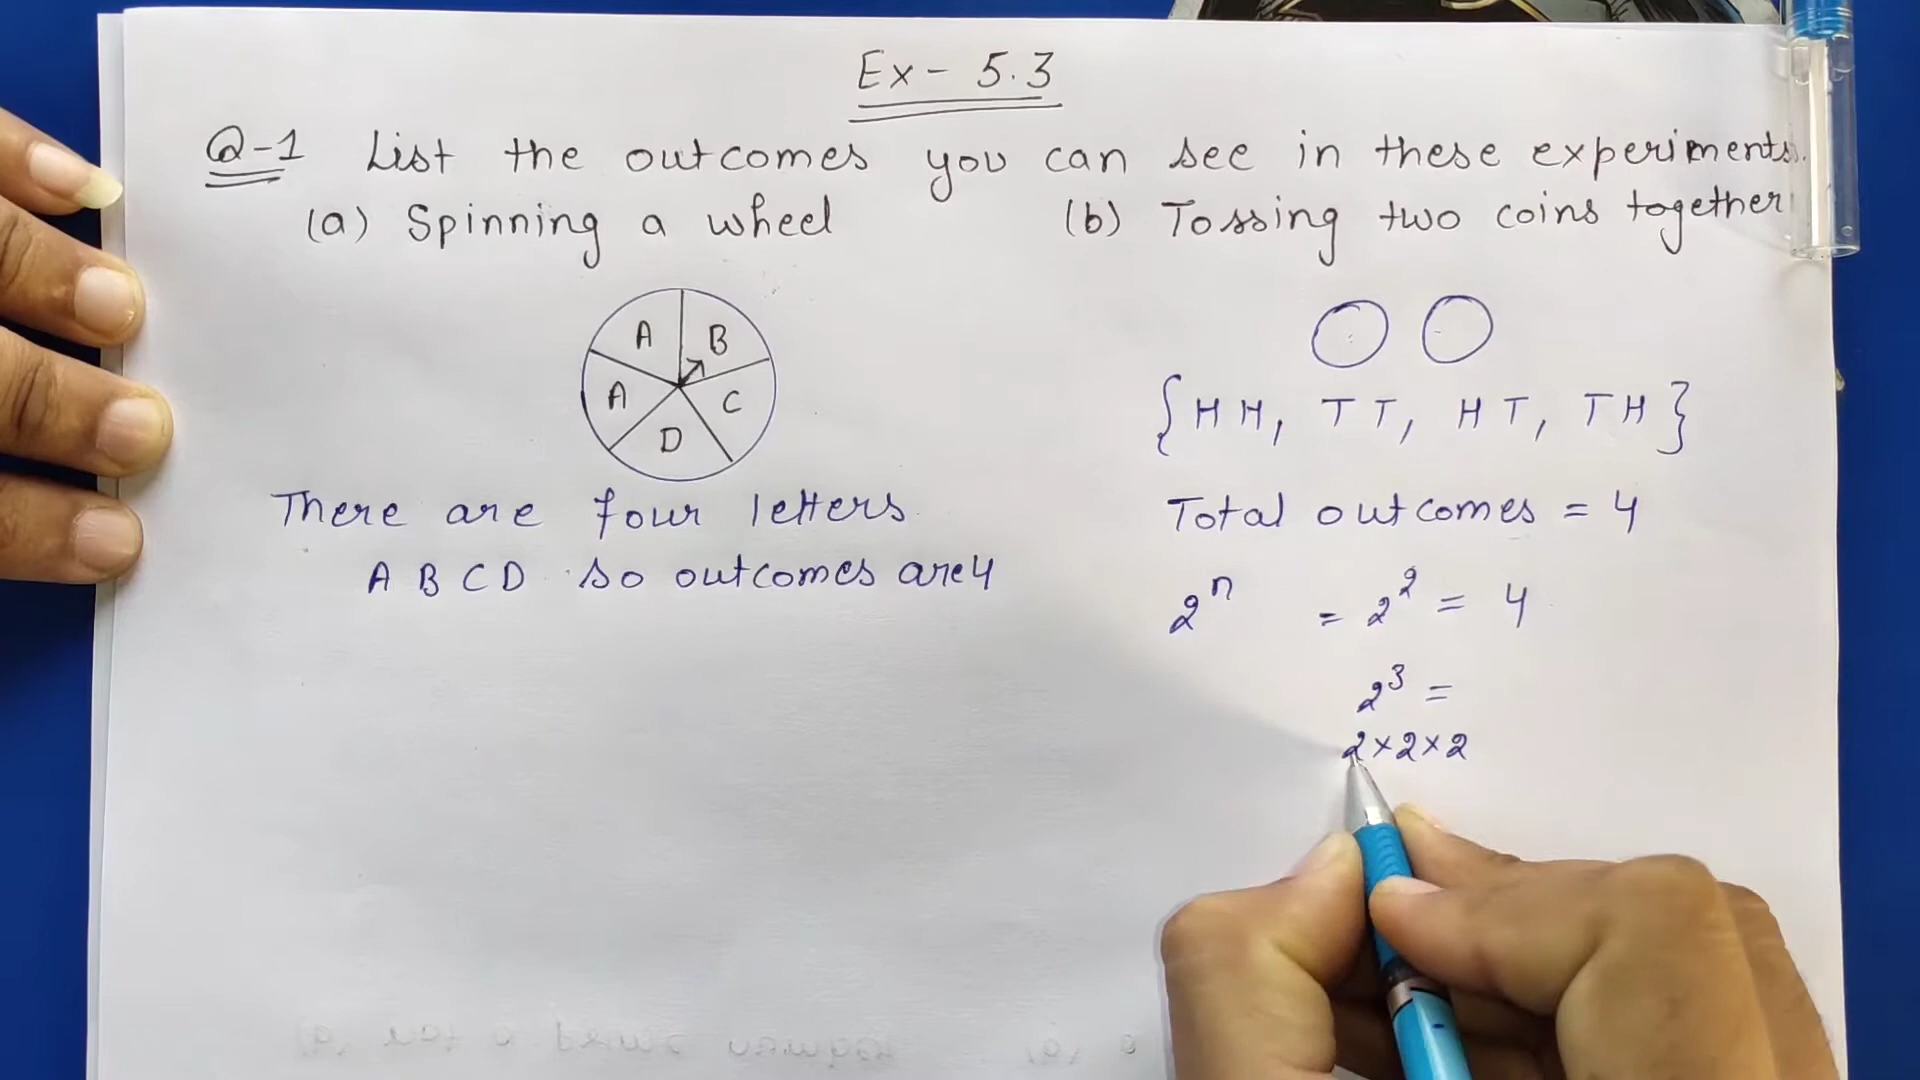 Ex - 5.3
Q-1 List the outcomes you can see in these experiments.
(a) Spinning a wheel
(b) Tossing two coins together
A B
A C
D
There are four letters
A B C D so outcomes are 4
{HH, TT, HT, TH}
Total outcomes = 4
2ⁿ = 2² = 4
2³ =
2×2×2